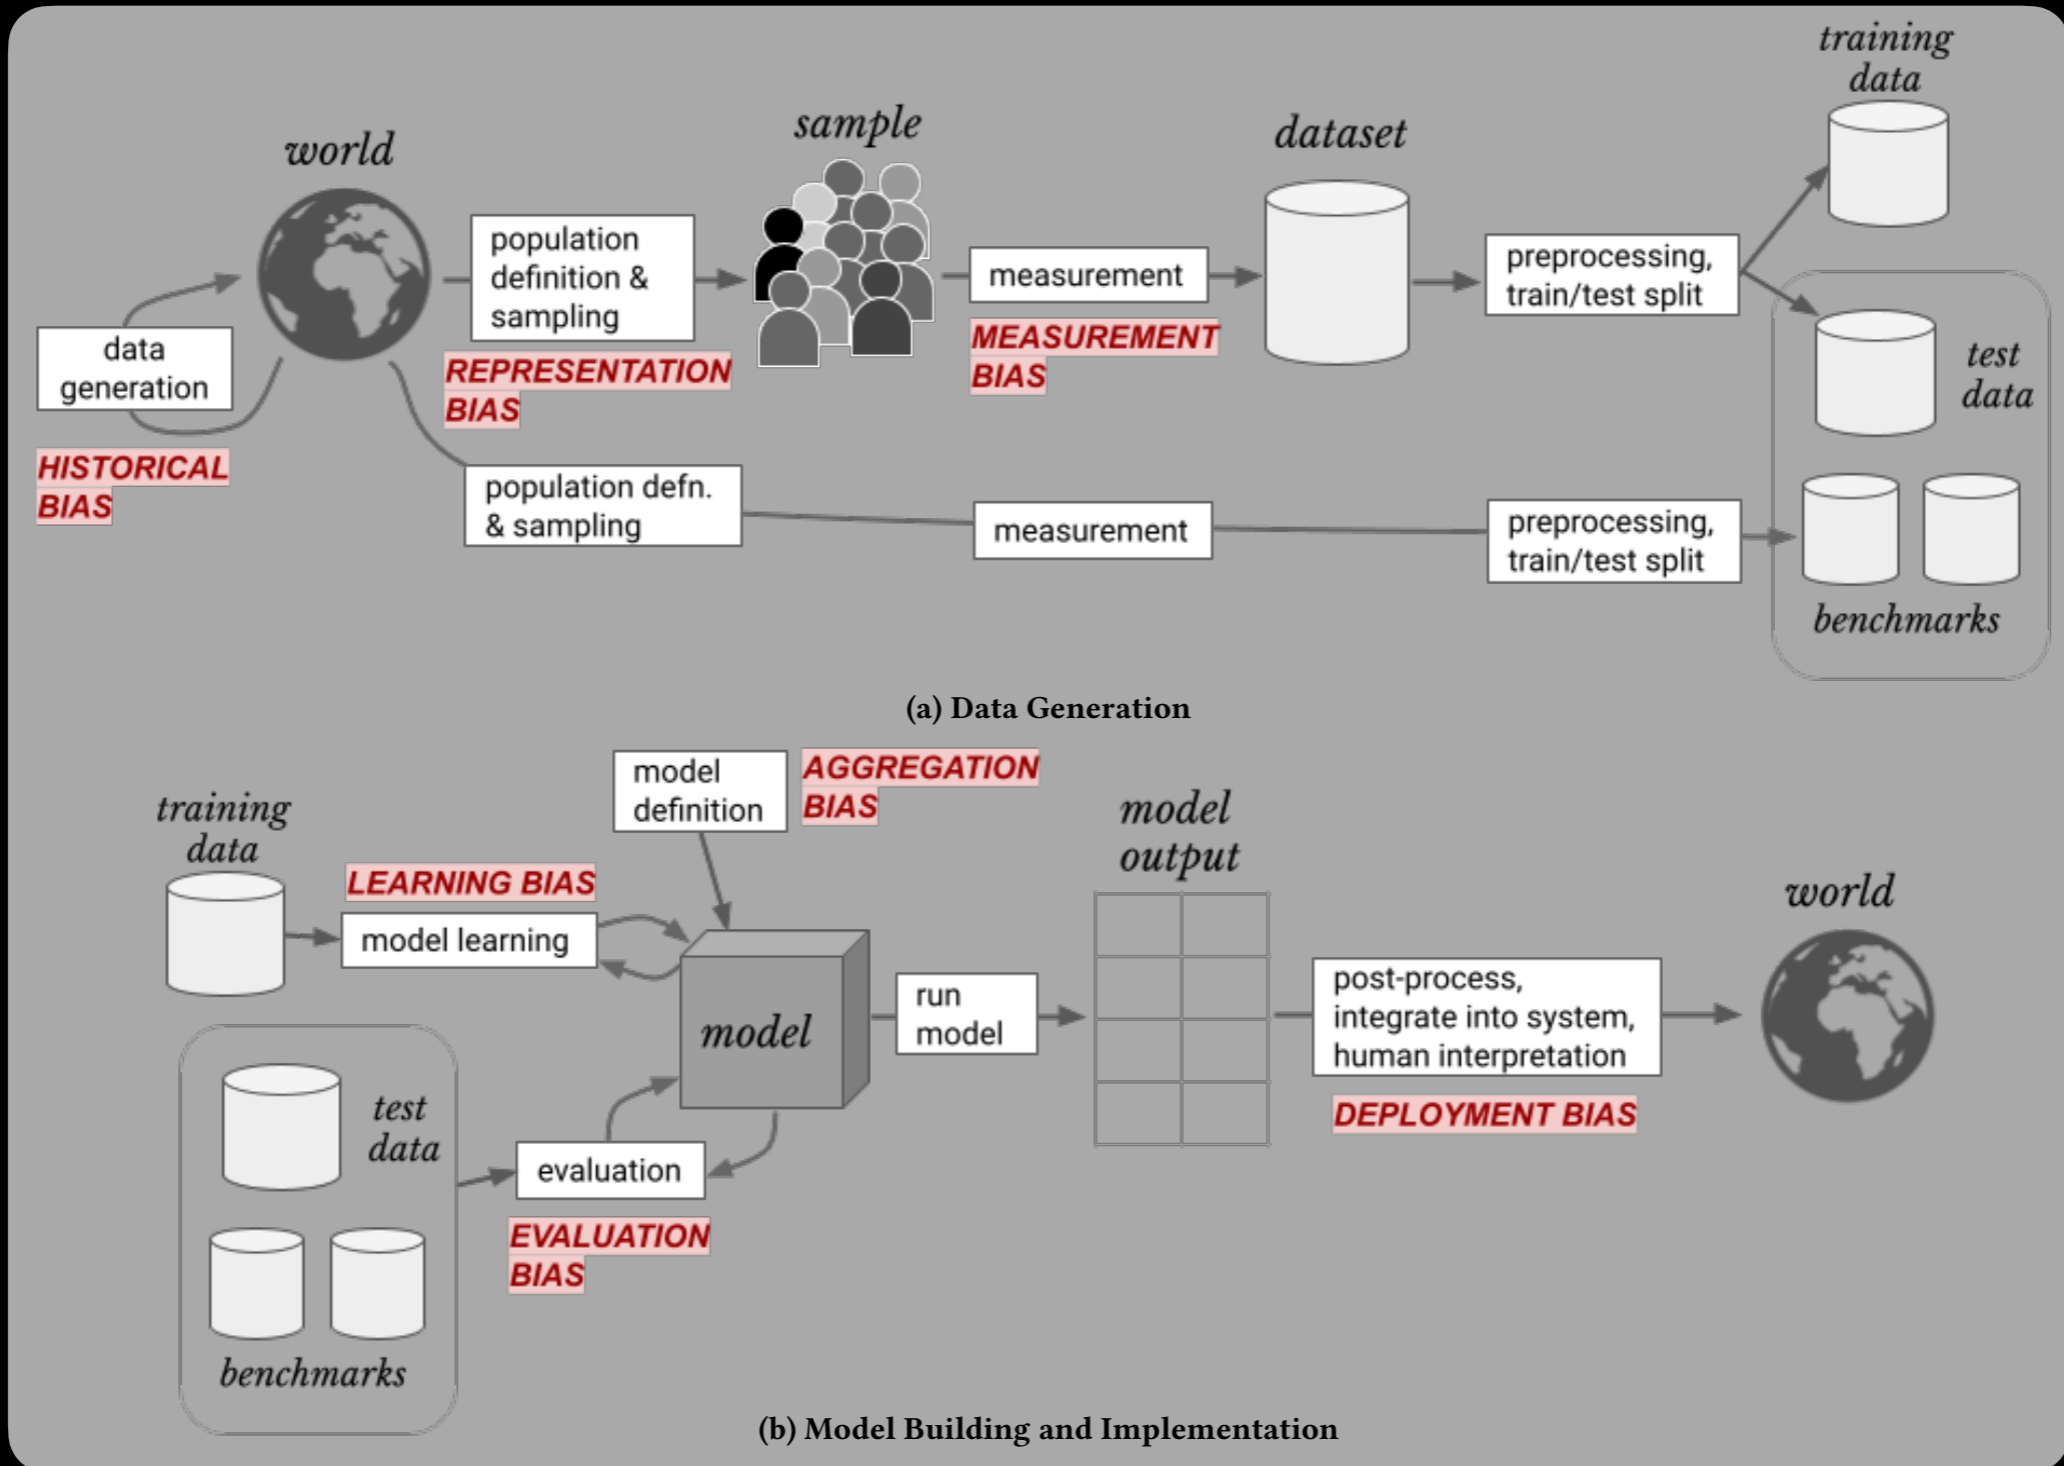 training
data
sample
dataset
world
population
definition &
sampling
preprocessing,
train/test split
measurement
MEASUREMENT
BIAS
data
generation
REPRESENTATION
BIAS
test
data
HISTORICAL
BIAS
population defn.
& sampling
measurement
preprocessing,
train/test split
benchmarks
(a) Data Generation
model
definition
AGGREGATION
BIAS
training
data
model
output
LEARNING BIAS
model learning
world
model
run
model
post-process,
integrate into system,
human interpretation
DEPLOYMENT BIAS
test
data
evaluation
EVALUATION
BIAS
benchmarks
(b) Model Building and Implementation